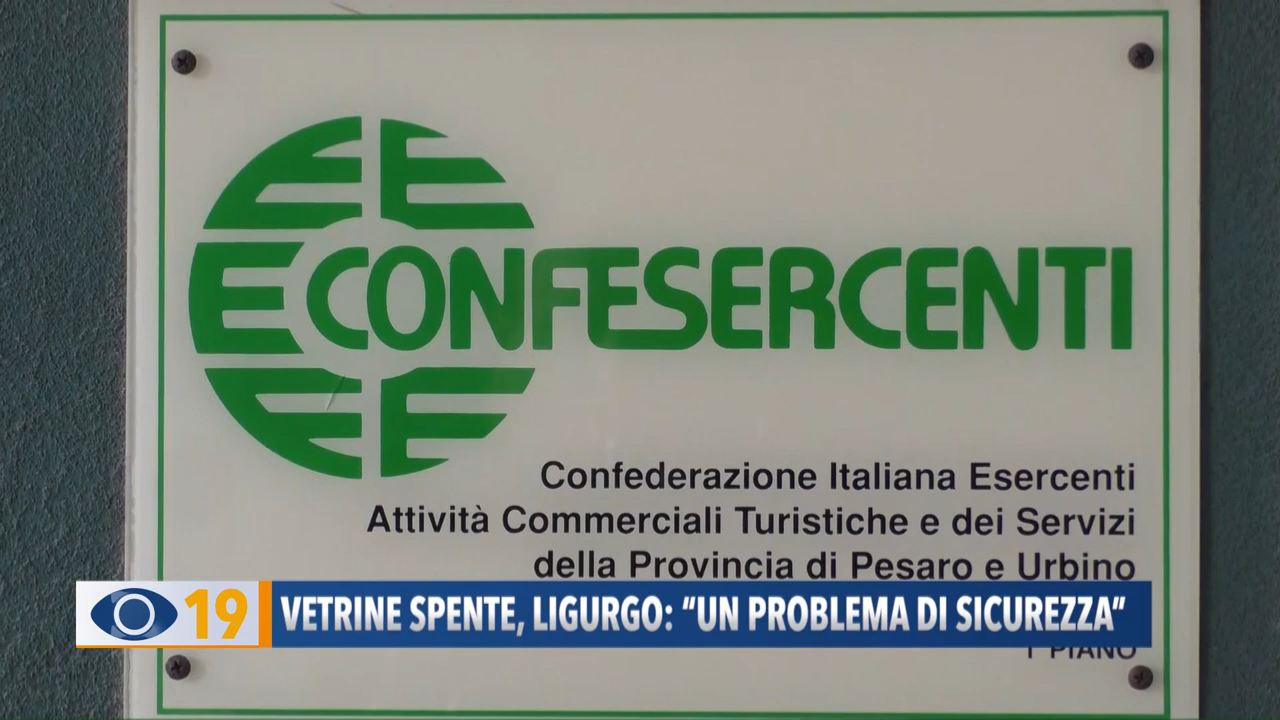 CONFESERCENTI
Confederazione Italiana Esercenti
Attività Commerciali Turistiche e dei Servizi
della Provincia di Pesaro e Urbino
19 VETRINE SPENTE, LIGURGO: “UN PROBLEMA DI SICUREZZA”
1° PIANO